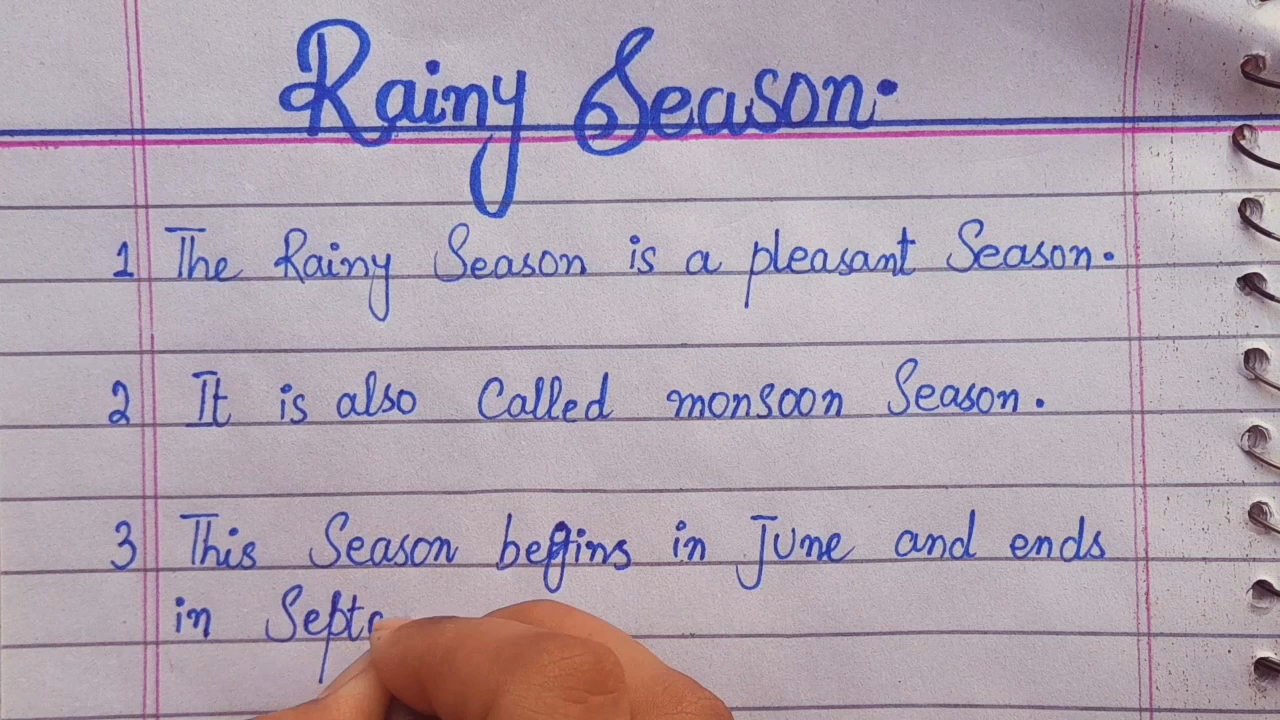 Rainy Season.
1 The Rainy Season is a pleasant Season.
2 It is also Called monsoon Season.
3 This Season begins in June and ends
in